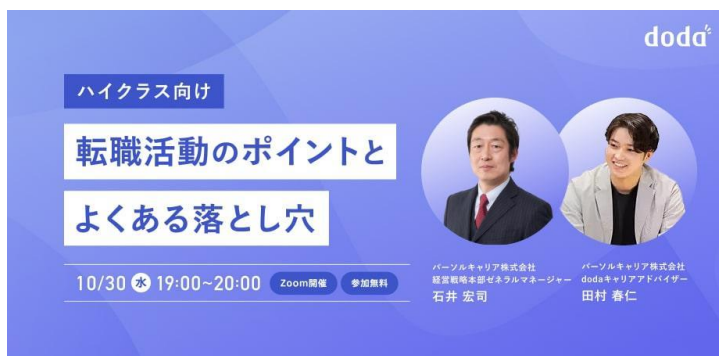 doda
ハイクラス向け
転職活動のポイントと
よくある落とし穴
10/30 水 19:00~20:00 Zoom開催 参加無料
パーソルキャリア株式会社
経営戦略本部ゼネラルマネージャー
石井 宏司
パーソルキャリア株式会社
dodaキャリアアドバイザー
田村 春仁